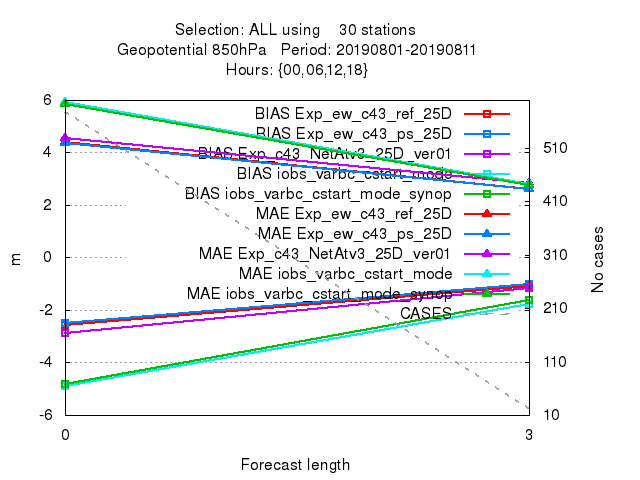 Selection: ALL using 30 stations
Geopotential 850hPa Period: 20190801-20190811
Hours: {00,06,12,18}
6
4
2
0
-2
-4
-6
m
BIAS Exp_ew_c43_ref_25D
BIAS Exp_ew_c43_ps_25D
BIAS Exp_c43_NetAtv3_25D_ver01
BIAS iobs_varbc_cstart_mode
BIAS iobs_varbc_cstart_mode_synop
MAE Exp_ew_c43_ref_25D
MAE Exp_ew_c43_ps_25D
MAE Exp_c43_NetAtv3_25D_ver01
MAE iobs_varbc_cstart_mode
MAE iobs_varbc_cstart_mode_synop
CASES
510
410
310
210
110
10
No cases
0
3
Forecast length